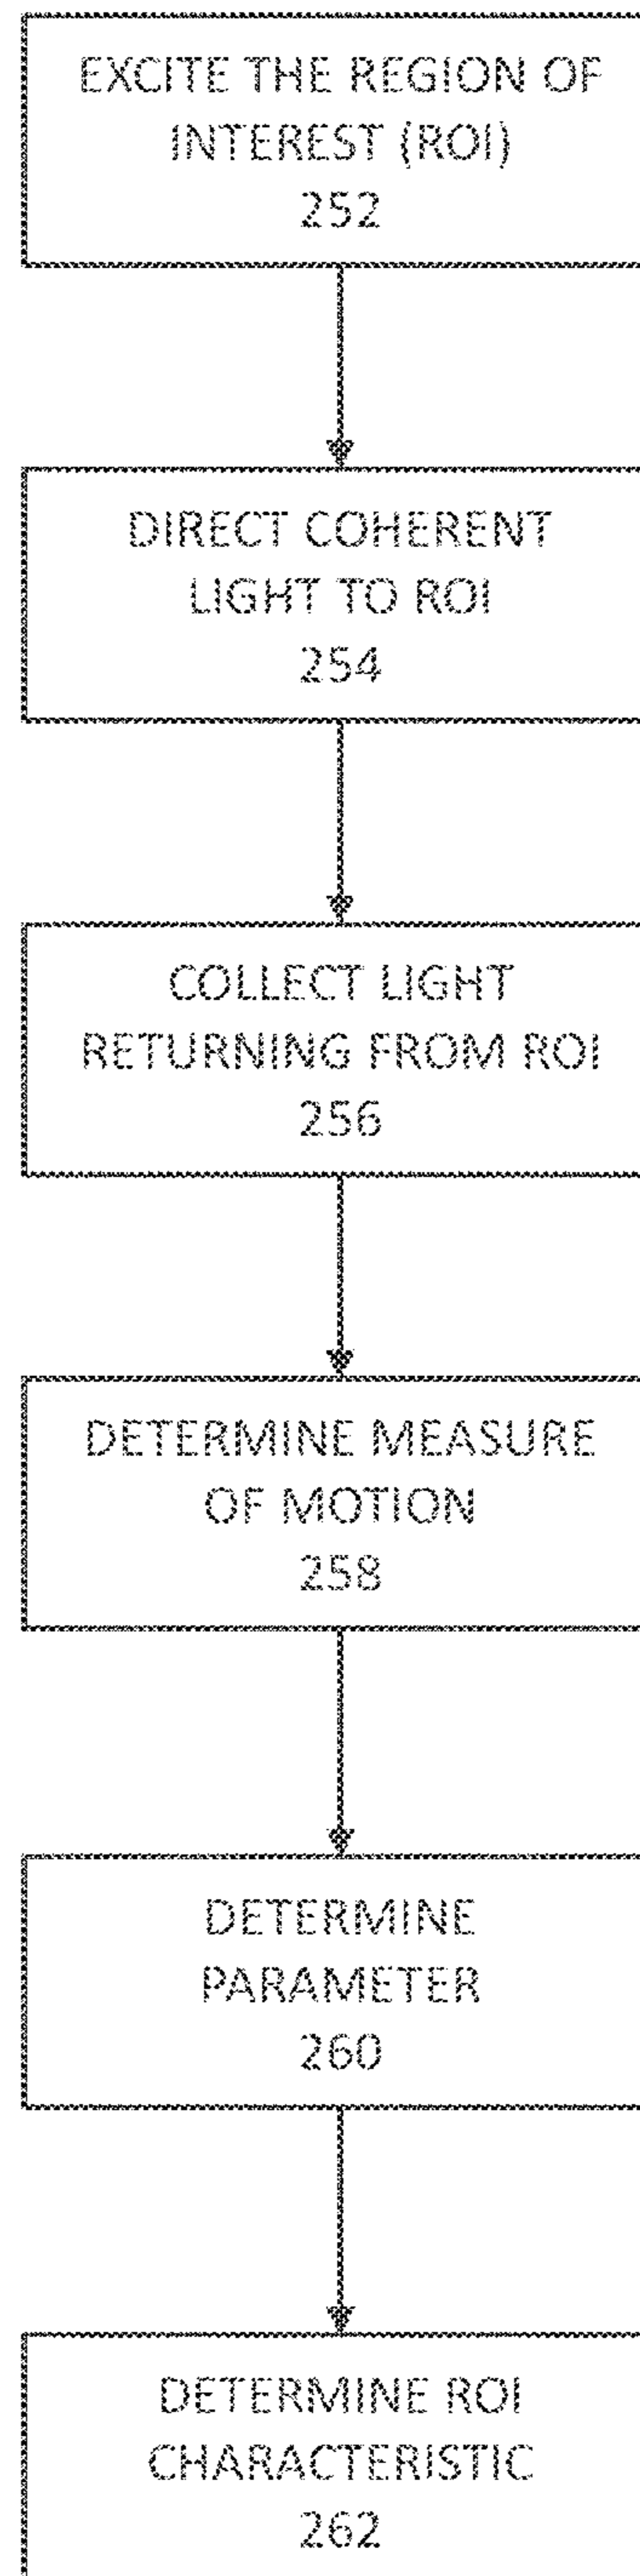 EXCITE THE REGION OF
INTEREST (ROI)
252
DIRECT COHERENT
LIGHT TO ROI
254
COLLECT LIGHT
RETURNING FROM ROI
256
DETERMINE MEASURE
OF MOTION
258
DETERMINE
PARAMETER
260
DETERMINE ROI
CHARACTERISTIC
262